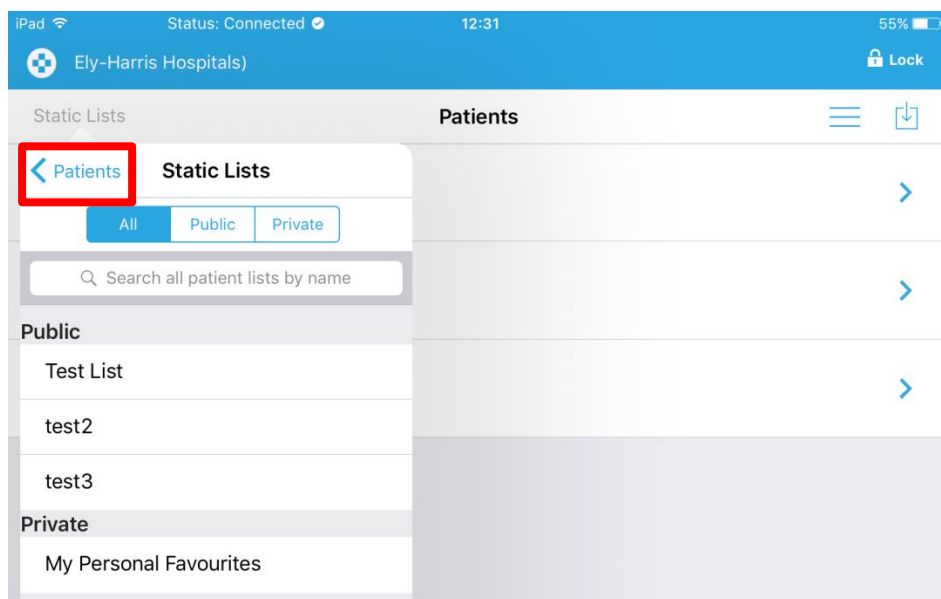 iPad Status: Connected 12:31 55%
Ely-Harris Hospitals) Lock
Static Lists Patients
Patients Static Lists
All Public Private
Search all patient lists by name
Public
Test List
test2
test3
Private
My Personal Favourites